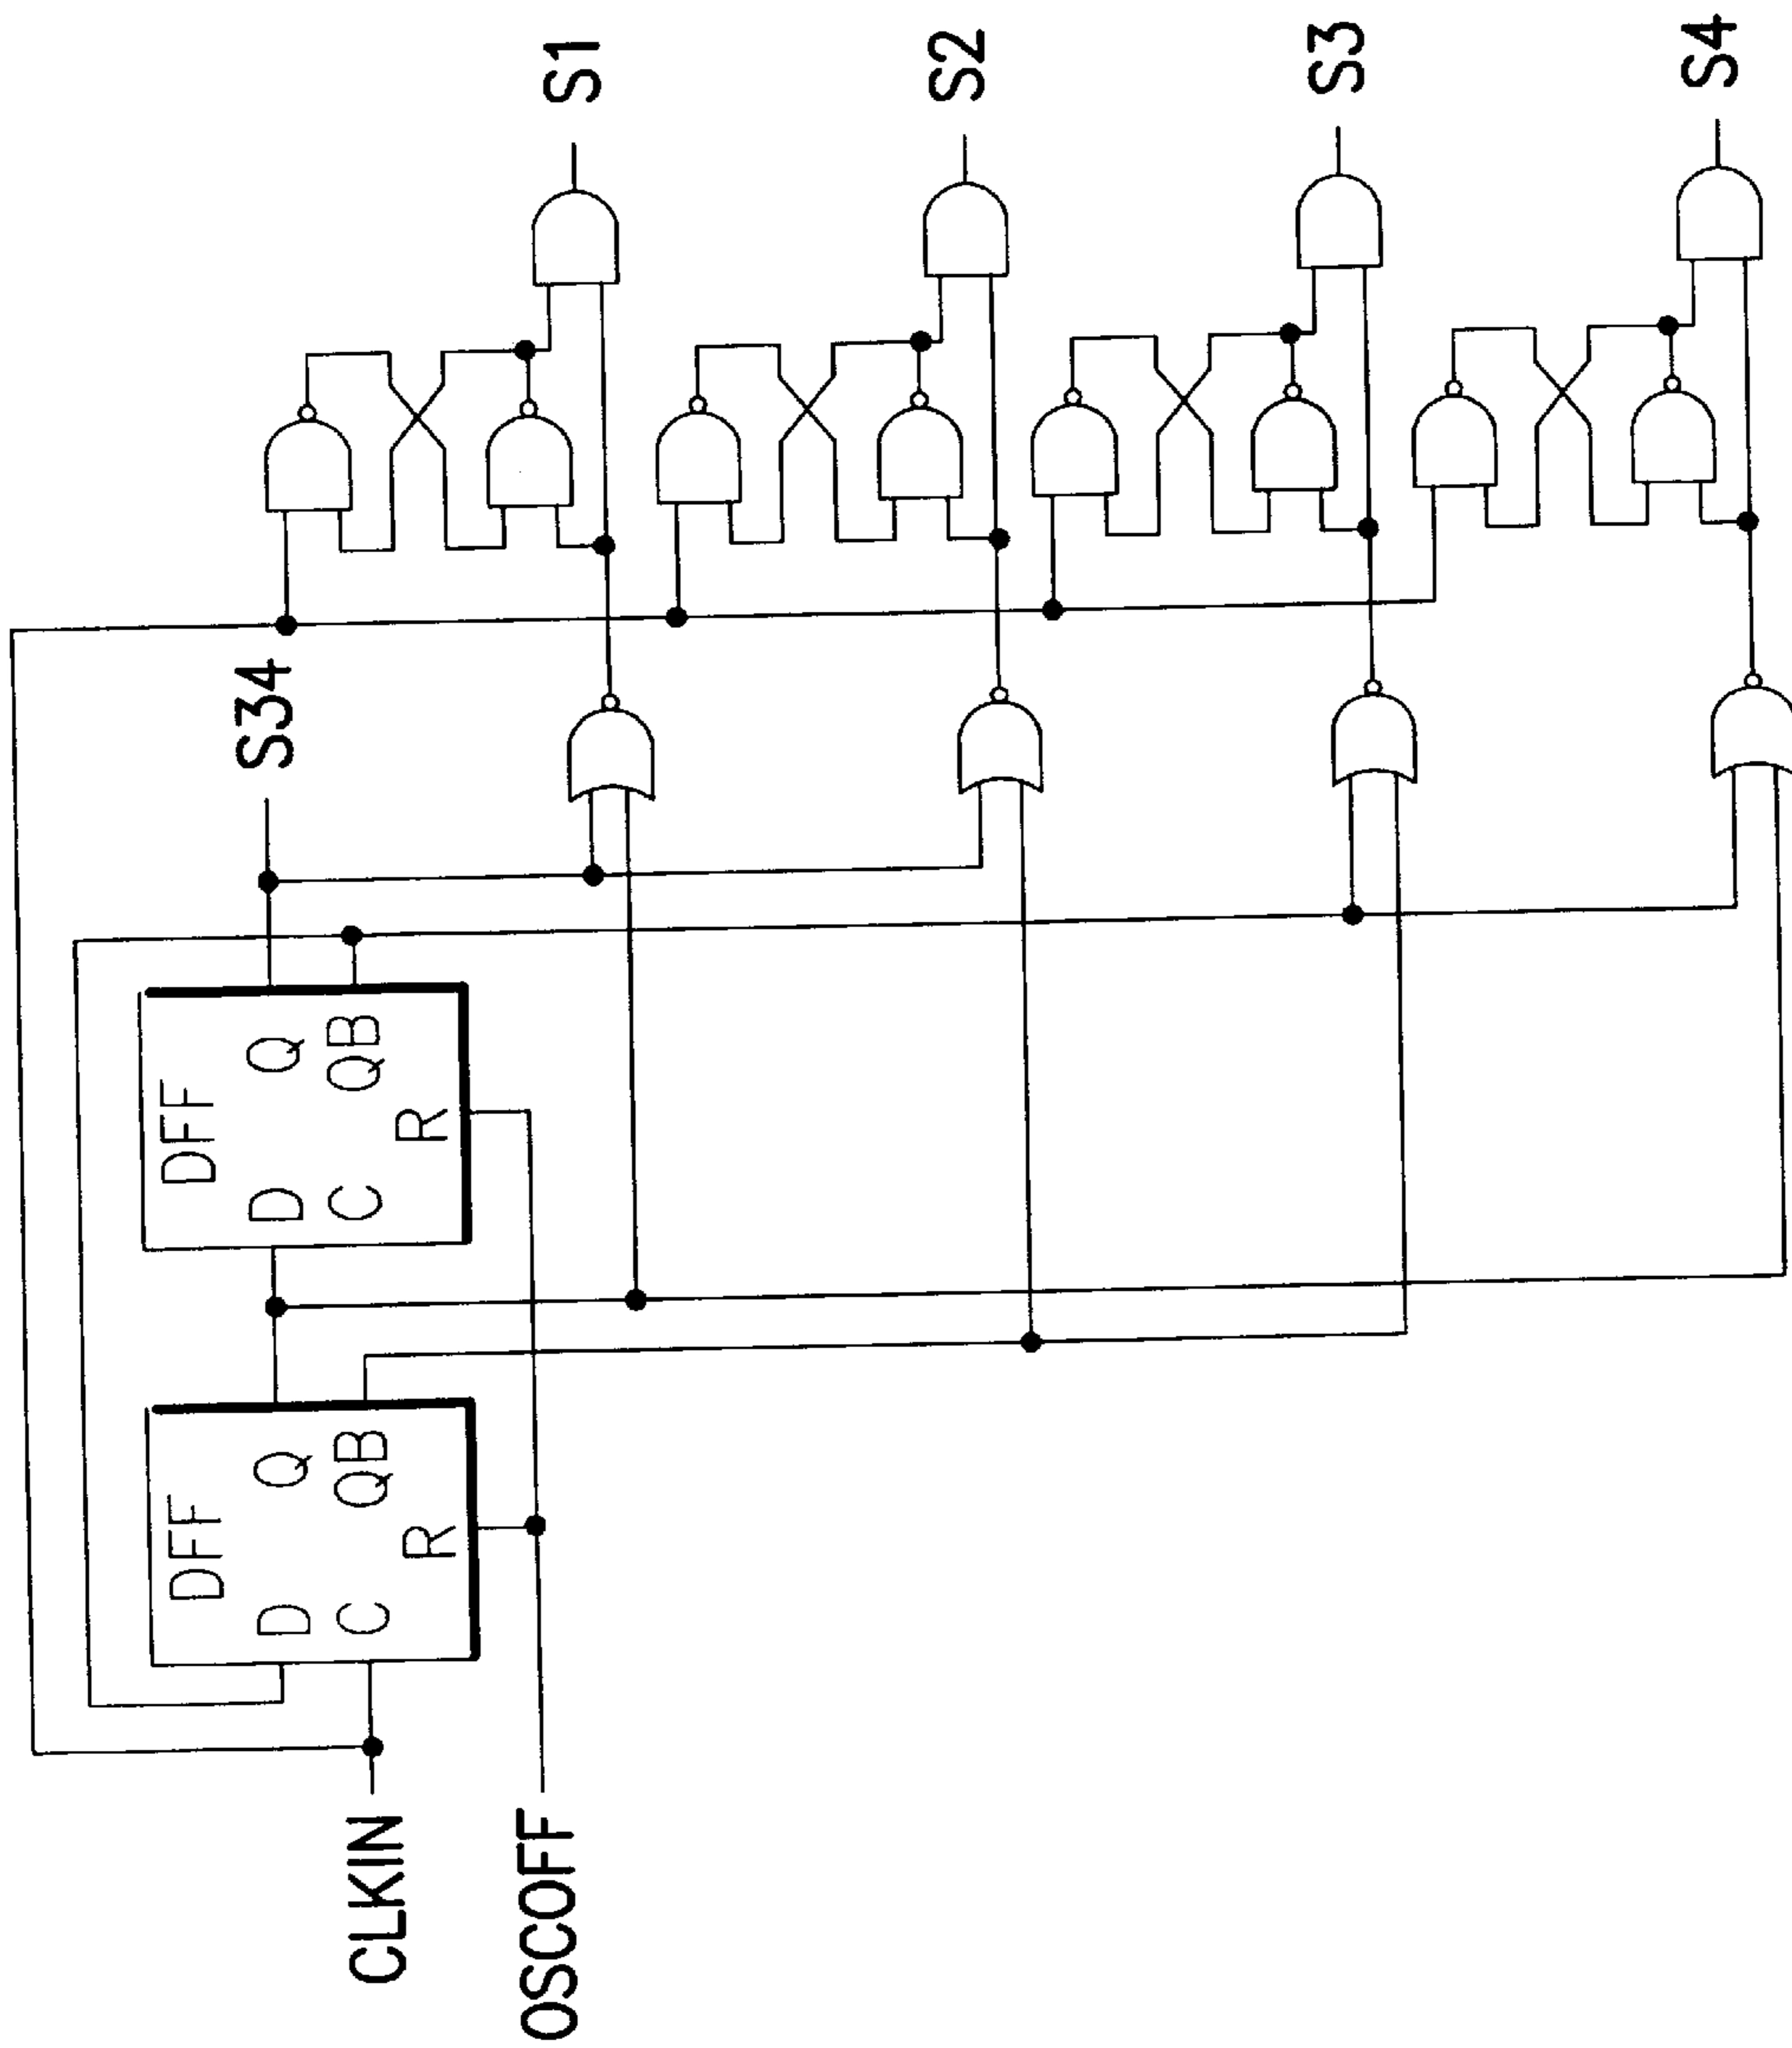 CLKIN
OSCOFF
DFF
D Q
C QB
R
DFF
D Q
C QB
R
S34
S1
S2
S3
S4